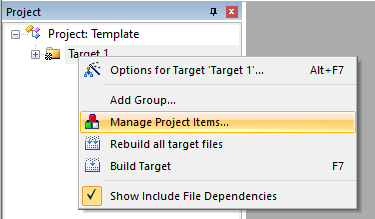 Project
Project: Template
Target 1
Options for Target 'Target 1'... Alt+F7
Add Group...
Manage Project Items...
Rebuild all target files
Build Target F7
Show Include File Dependencies